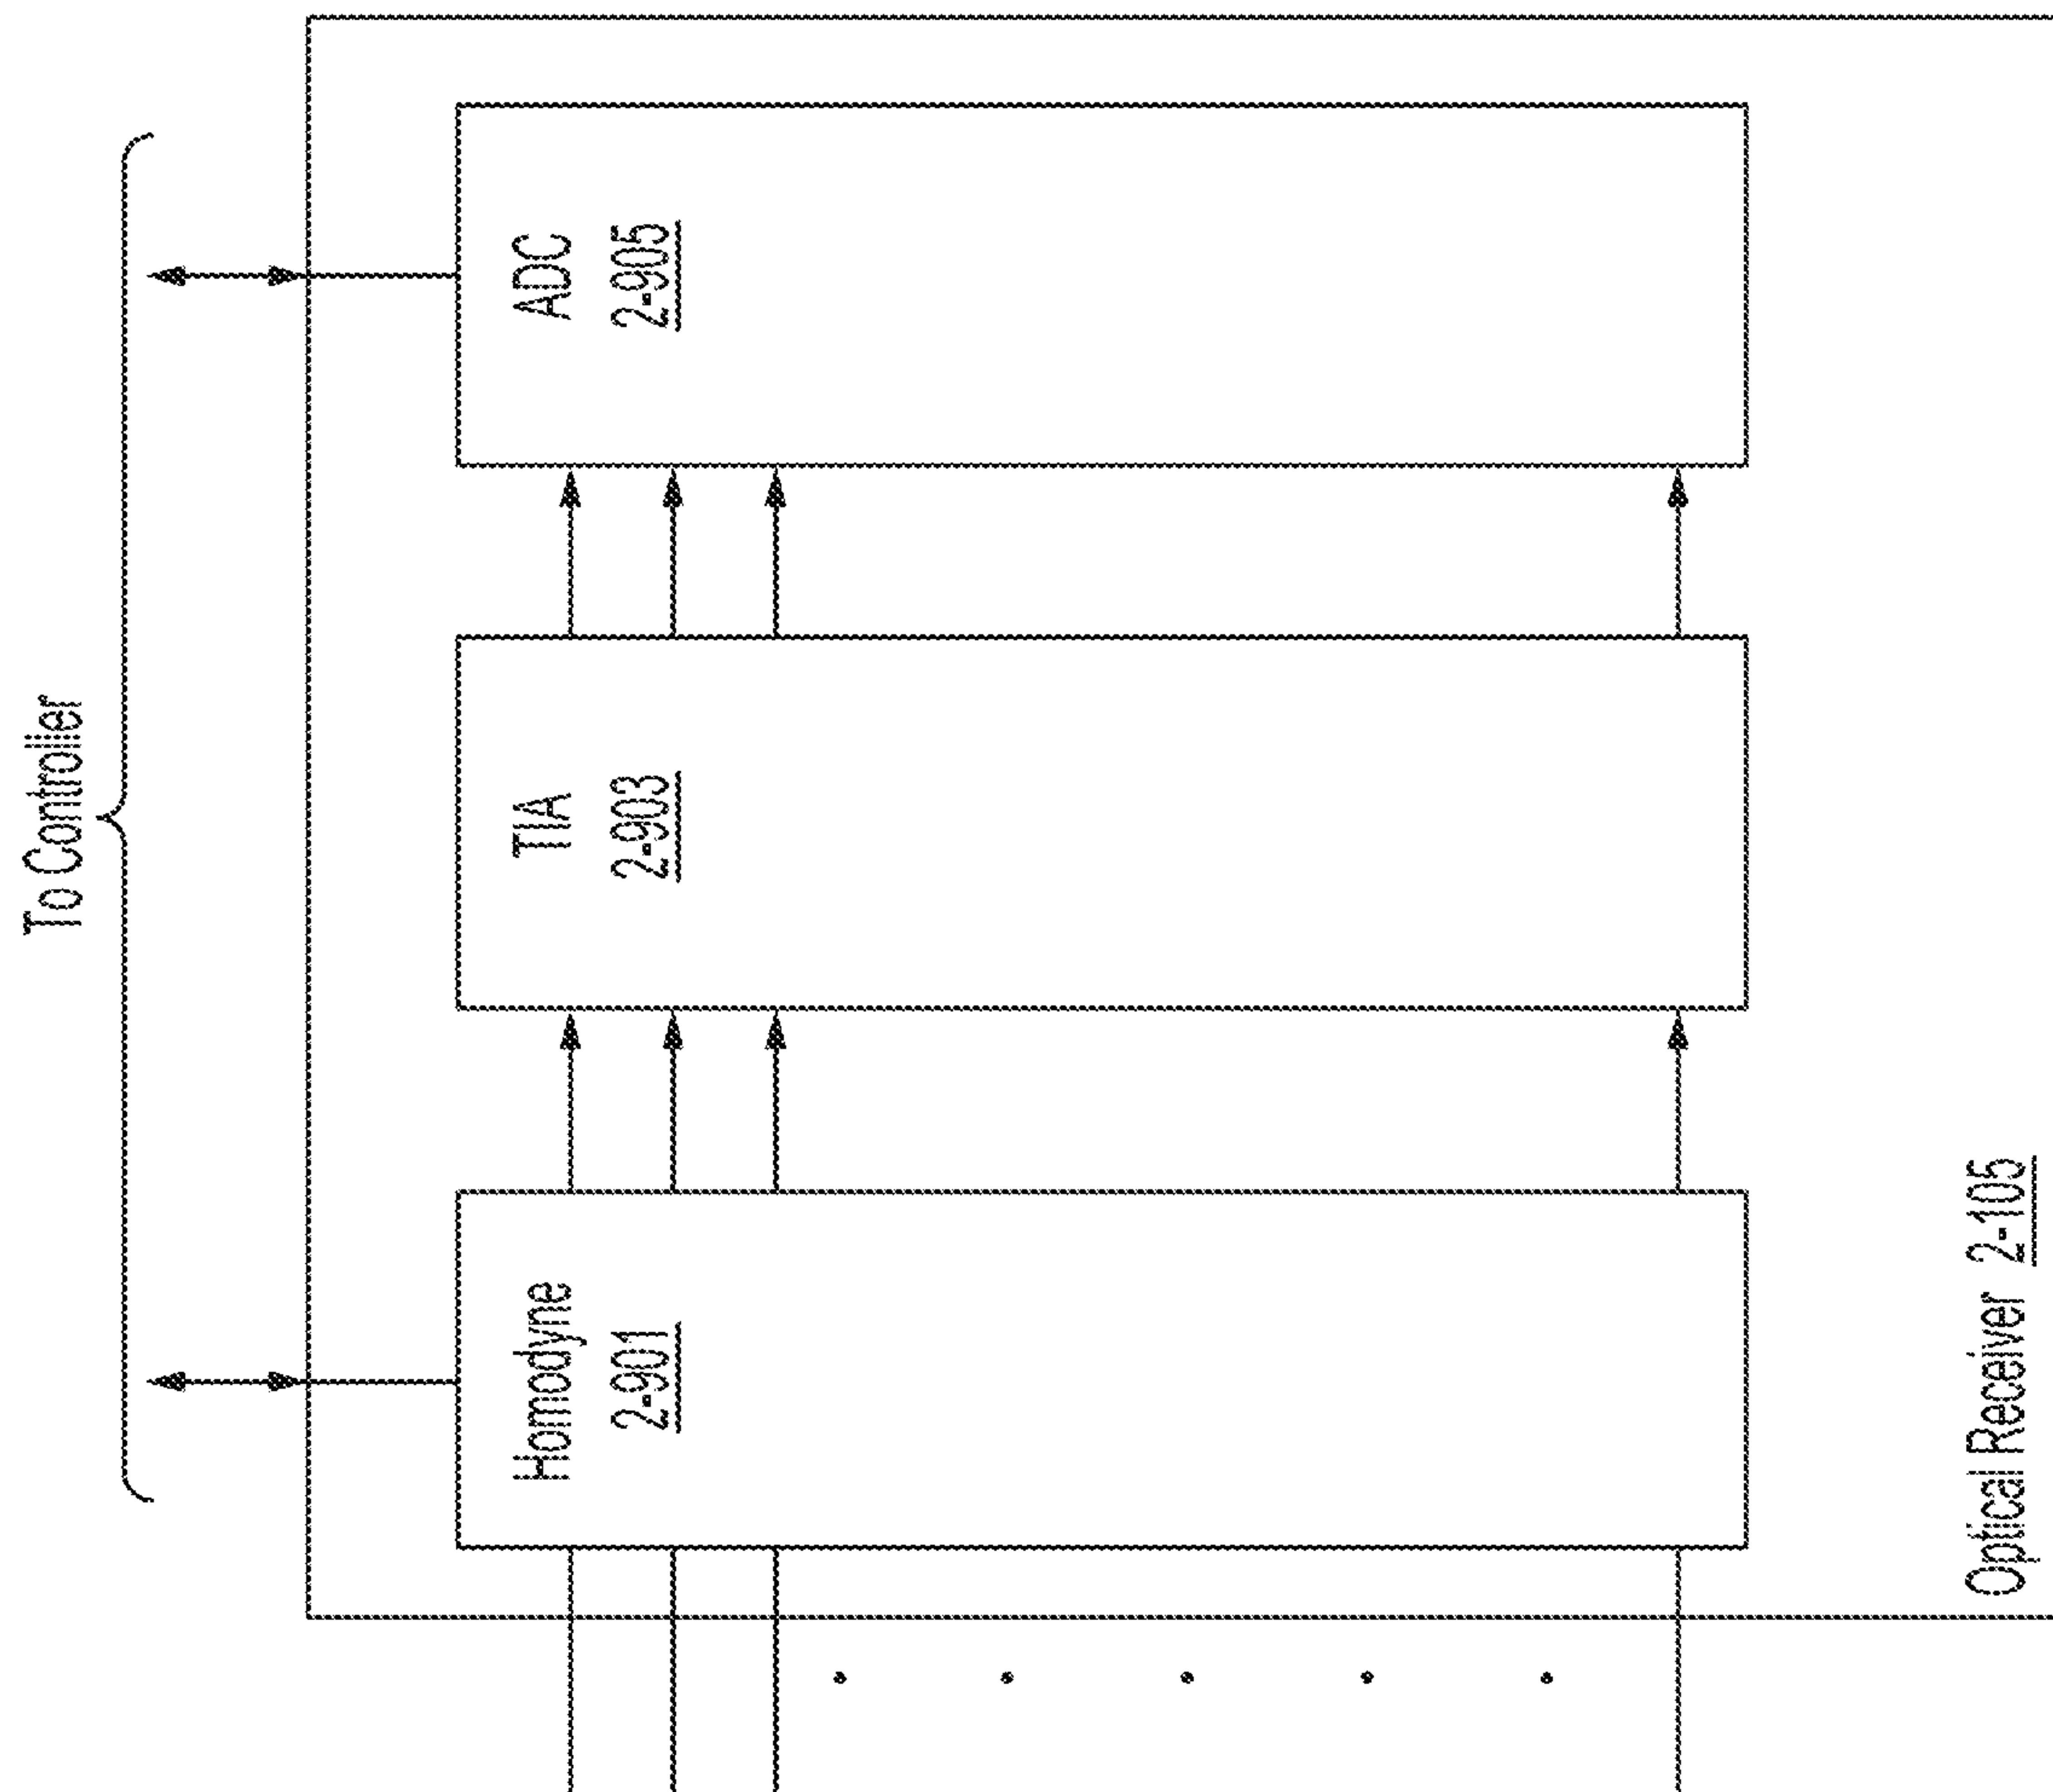 To Controller
Homodyne
2-901
TIA
2-903
ADC
2-905
Optical Receiver 2-105